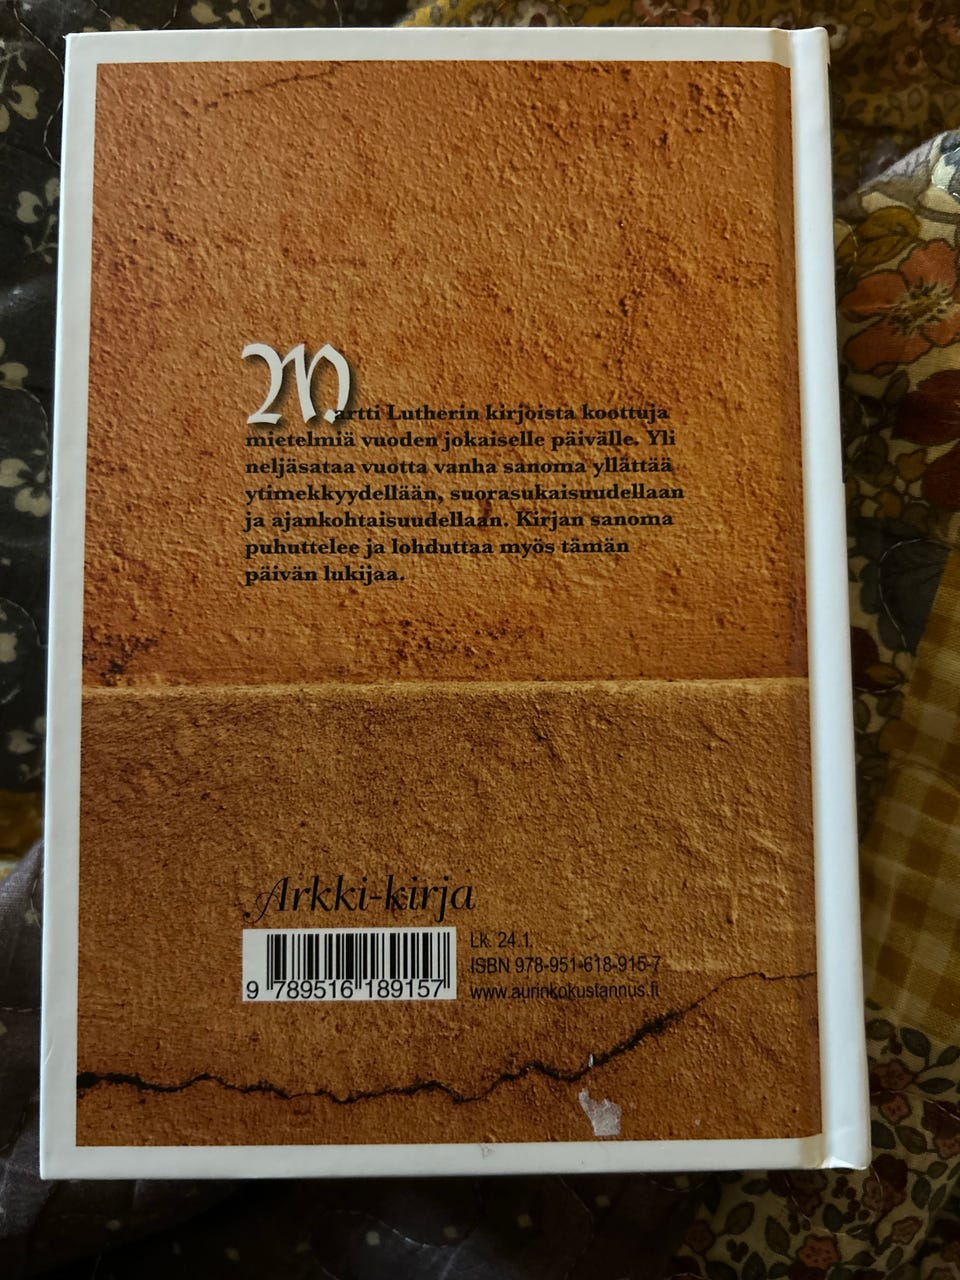 Martti Lutherin kirjoista koottuja
mietelmiä vuoden jokaiselle päivälle. Yli
neljäsataa vuotta vanha sanoma yllättää
ytimekkyydellään, suorasukaisuudellaan
ja ajankohtaisuudellaan. Kirjan sanoma
puhuttelee ja lohduttaa myös tämän
päivän lukijaa.
Arkki-kirja
Lk. 24.1.
ISBN 978-951-618-915-7
www.aurinkokustannus.fi
9 789516 189157